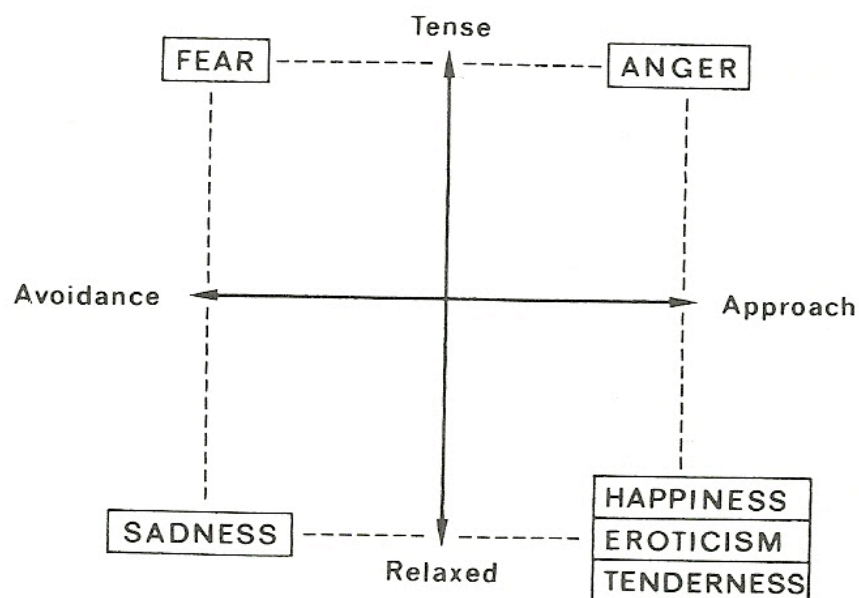 Tense
FEAR
ANGER
Avoidance
Approach
SADNESS
HAPPINESS
EROTICISM
TENDERNESS
Relaxed